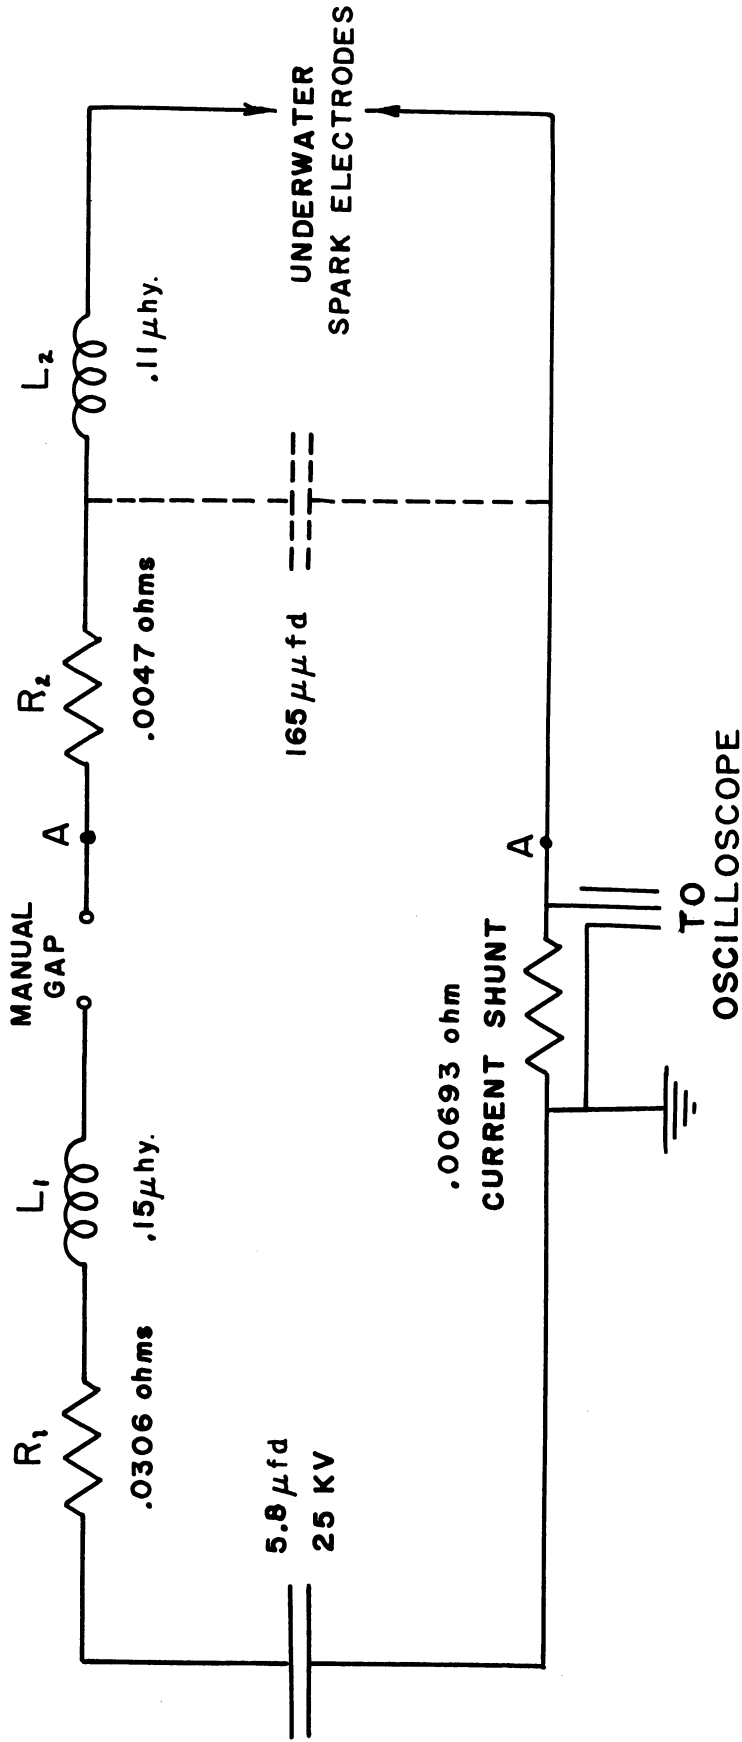 R₁
.0306 ohms
L₁
.15μhy.
MANUAL
GAP
A
R₂
.0047 ohms
L₂
.11μhy.
5.8μfd
25 KV
165μμfd
UNDERWATER
SPARK ELECTRODES
.00693 ohm
CURRENT SHUNT
A
TO
OSCILLOSCOPE